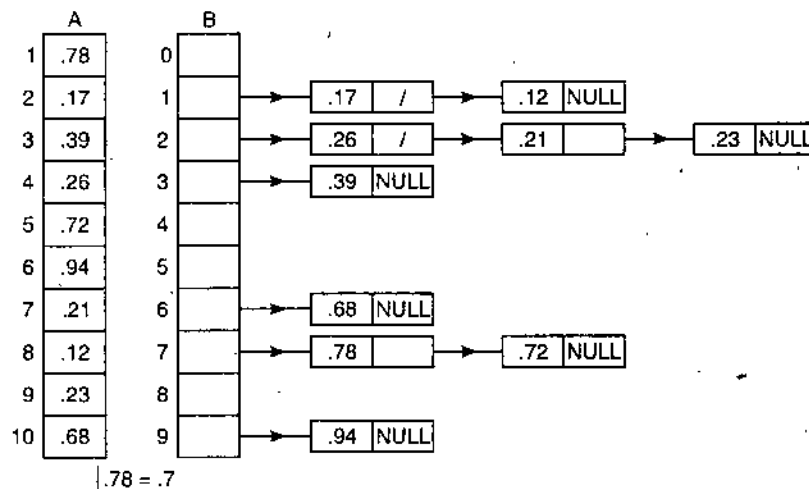 A B
1 .78 0
2 .17 1 .17 / .12 NULL
3 .39 2 .26 / .21 .23 NULL
4 .26 3 .39 NULL
5 .72 4
6 .94 5
7 .21 6 .68 NULL
8 .12 7 .78 .72 NULL
9 .23 8
10 .68 9 .94 NULL
.78 = .7